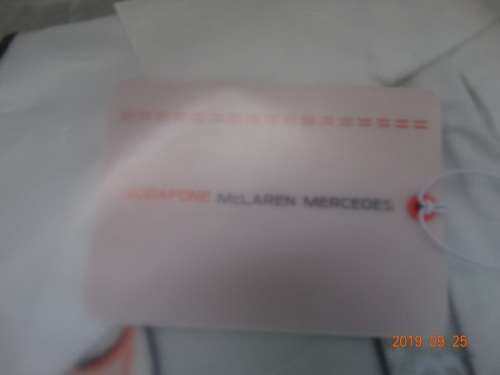 VODAFONE McLAREN MERCEDES
2019 09 25